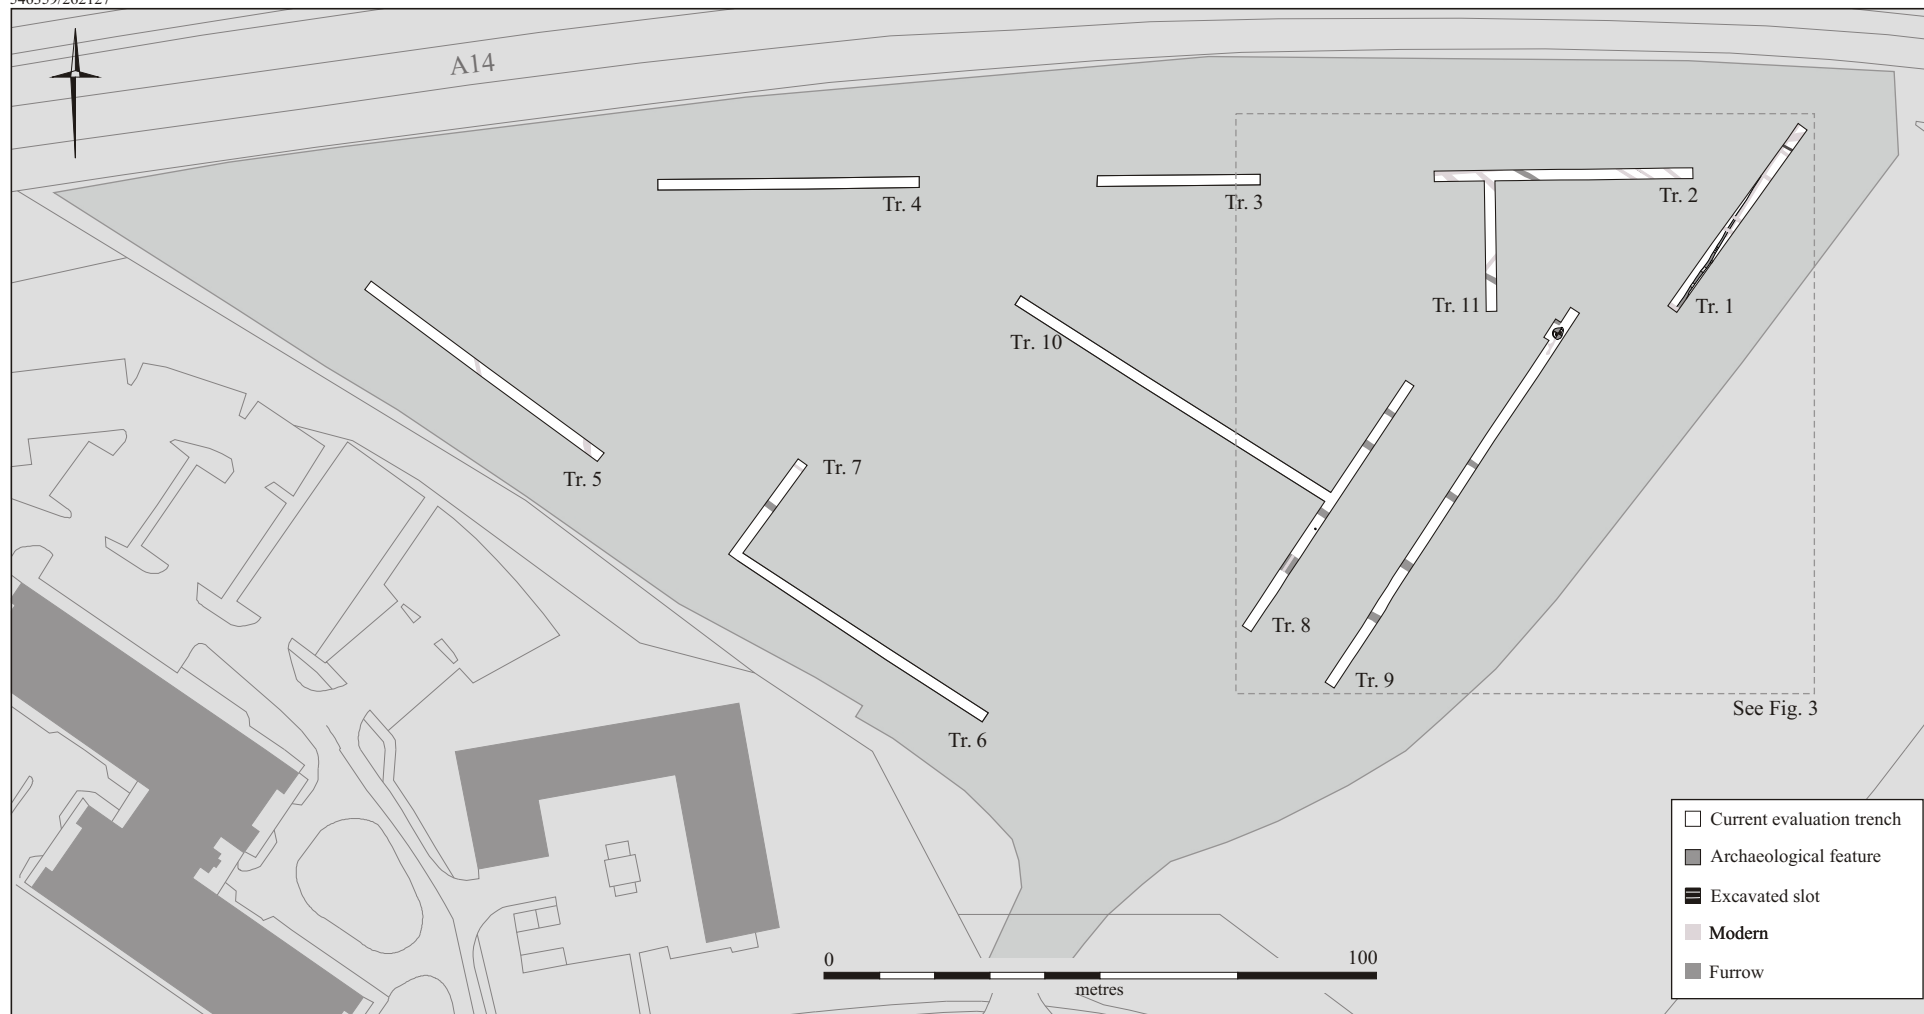 A14
Tr. 4
Tr. 3
Tr. 2
Tr. 11
Tr. 1
Tr. 10
Tr. 5
Tr. 7
Tr. 8
Tr. 9
See Fig. 3
Tr. 6
Current evaluation trench
Archaeological feature
Excavated slot
Modern
Furrow
0 100
metres